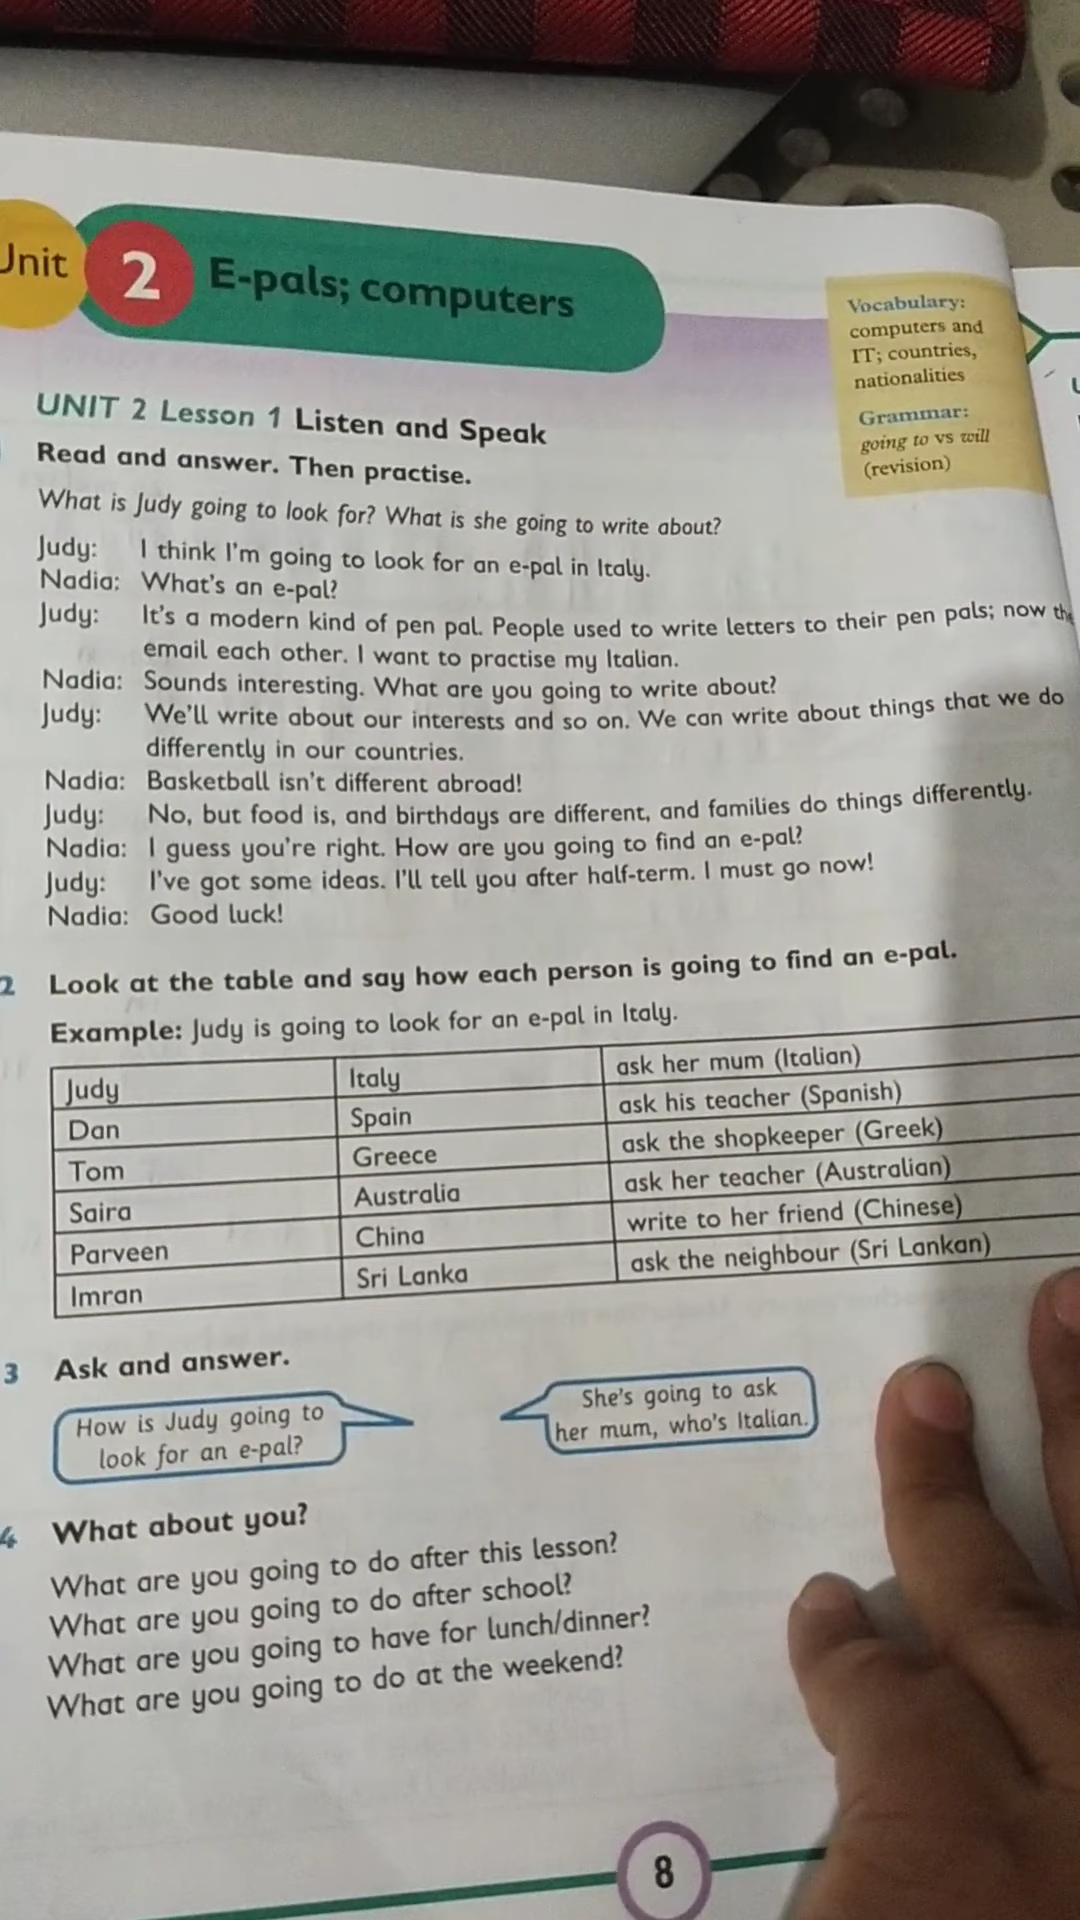 Unit 2 E-pals; computers
Vocabulary:
computers and
IT; countries,
nationalities
Grammar:
going to vs will
(revision)
UNIT 2 Lesson 1 Listen and Speak
Read and answer. Then practise.
What is Judy going to look for? What is she going to write about?
Judy: I think I'm going to look for an e-pal in Italy.
Nadia: What's an e-pal?
Judy: It's a modern kind of pen pal. People used to write letters to their pen pals; now
email each other. I want to practise my Italian.
Nadia: Sounds interesting. What are you going to write about?
Judy: We'll write about our interests and so on. We can write about things that we do
differently in our countries.
Nadia: Basketball isn't different abroad!
Judy: No, but food is, and birthdays are different, and families do things differently.
Nadia: I guess you're right. How are you going to find an e-pal?
Judy: I've got some ideas. I'll tell you after half-term. I must go now!
Nadia: Good luck!
2 Look at the table and say how each person is going to find an e-pal.
Example: Judy is going to look for an e-pal in Italy.
Judy Italy ask her mum (Italian)
Dan Spain ask his teacher (Spanish)
Tom Greece ask the shopkeeper (Greek)
Saira Australia ask her teacher (Australian)
Parveen China write to her friend (Chinese)
Imran Sri Lanka ask the neighbour (Sri Lankan)
3 Ask and answer.
How is Judy going to
look for an e-pal?
She's going to ask
her mum, who's Italian.
4 What about you?
What are you going to do after this lesson?
What are you going to do after school?
What are you going to have for lunch/dinner?
What are you going to do at the weekend?
8